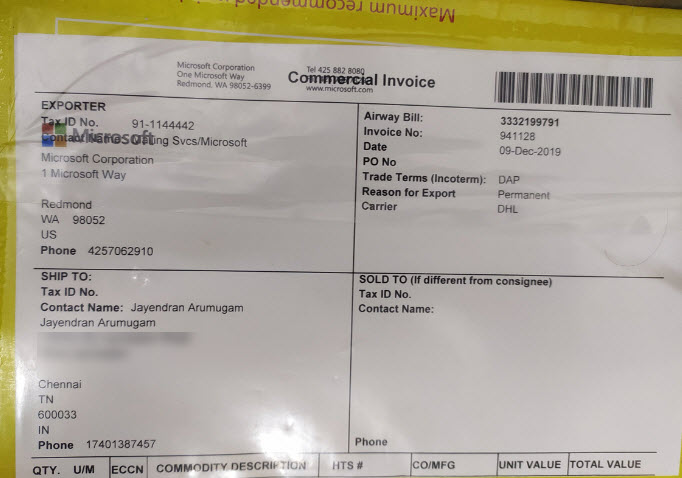 Maximum recommended
Microsoft Corporation
One Microsoft Way
Redmond, WA 98052-6399
Tel 425 882 8080
www.microsoft.com
Commercial Invoice
EXPORTER
Tax ID No. 91-1144442
Microsoft
Contact Name: Mailing Svcs/Microsoft
Microsoft Corporation
1 Microsoft Way
Redmond
WA 98052
US
Phone 4257062910
Airway Bill: 3332199791
Invoice No: 941128
Date 09-Dec-2019
PO No
Trade Terms (Incoterm): DAP
Reason for Export Permanent
Carrier DHL
SHIP TO:
Tax ID No.
Contact Name: Jayendran Arumugam
Jayendran Arumugam
Chennai
TN
600033
IN
Phone 17401387457
SOLD TO (If different from consignee)
Tax ID No.
Contact Name:
Phone
QTY. U/M ECCN COMMODITY DESCRIPTION HTS # CO/MFG UNIT VALUE TOTAL VALUE